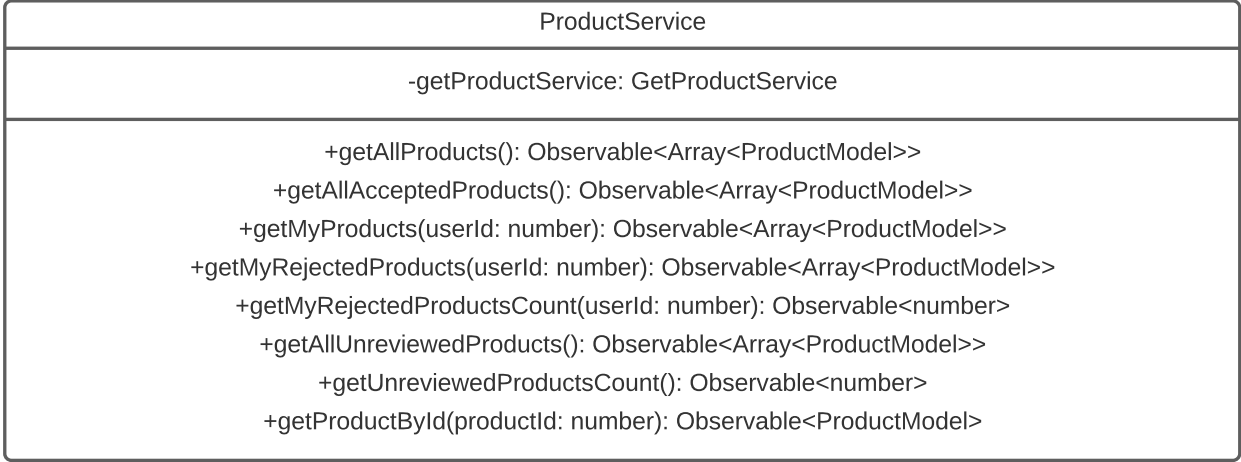 ProductService
-getProductService: GetProductService
+getAllProducts(): Observable<Array<ProductModel>>
+getAllAcceptedProducts(): Observable<Array<ProductModel>>
+getMyProducts(userId: number): Observable<Array<ProductModel>>
+getMyRejectedProducts(userId: number): Observable<Array<ProductModel>>
+getMyRejectedProductsCount(userId: number): Observable<number>
+getAllUnreviewedProducts(): Observable<Array<ProductModel>>
+getUnreviewedProductsCount(): Observable<number>
+getProductById(productId: number): Observable<ProductModel>